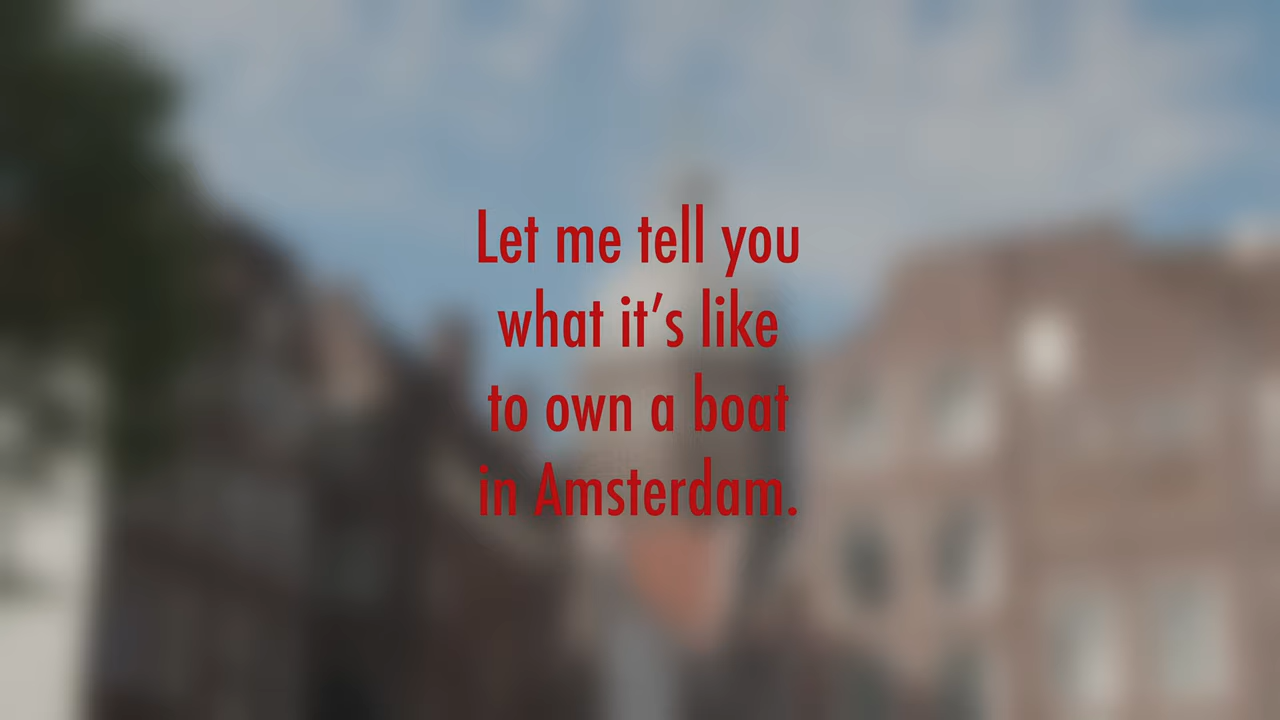 Let me tell you
what it’s like
to own a boat
in Amsterdam.